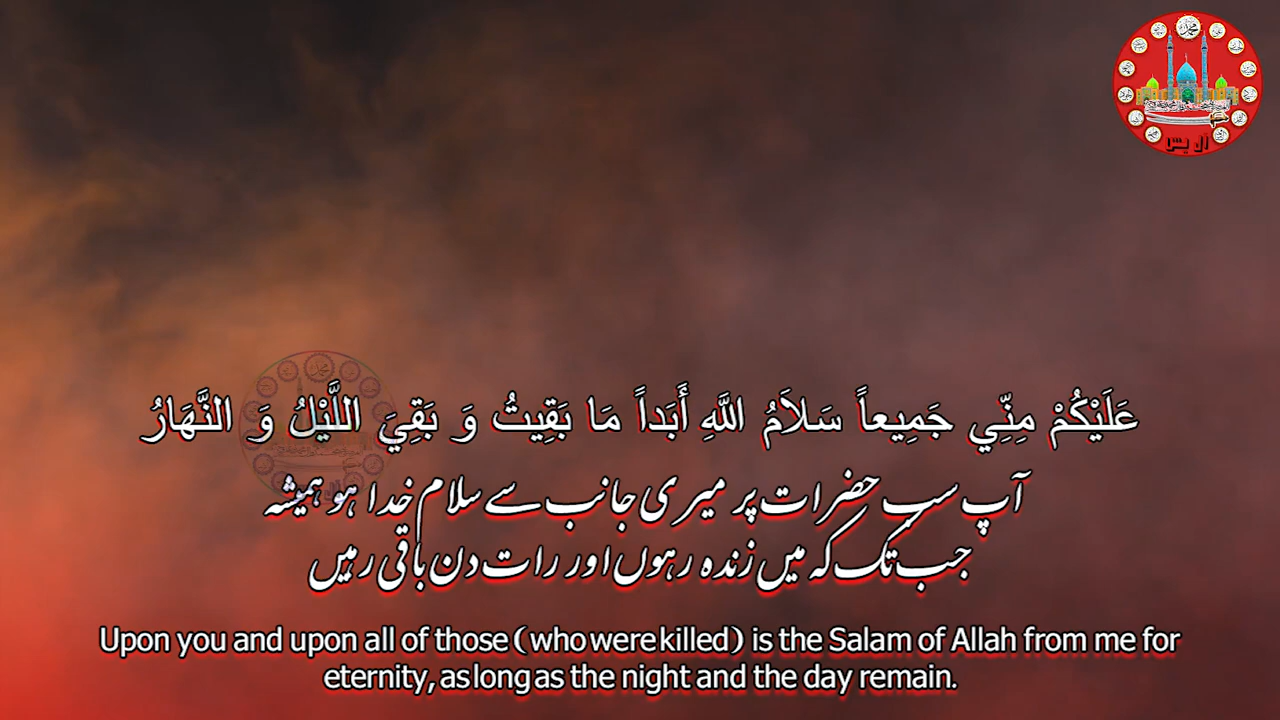 آل یس
عَلَيْكُمْ مِنِّي جَمِيعاً سَلاَمُ اللَّهِ أَبَداً مَا بَقِيتُ وَ بَقِيَ اللَّيْلُ وَ النَّهَارُ
آپ سب حضرات پر میری جانب سے سلام خدا ہو ہمیشہ
جب تک کہ میں زندہ رہوں اور رات دن باقی رہیں
Upon you and upon all of those (who were killed) is the Salam of Allah from me for
eternity, as long as the night and the day remain.